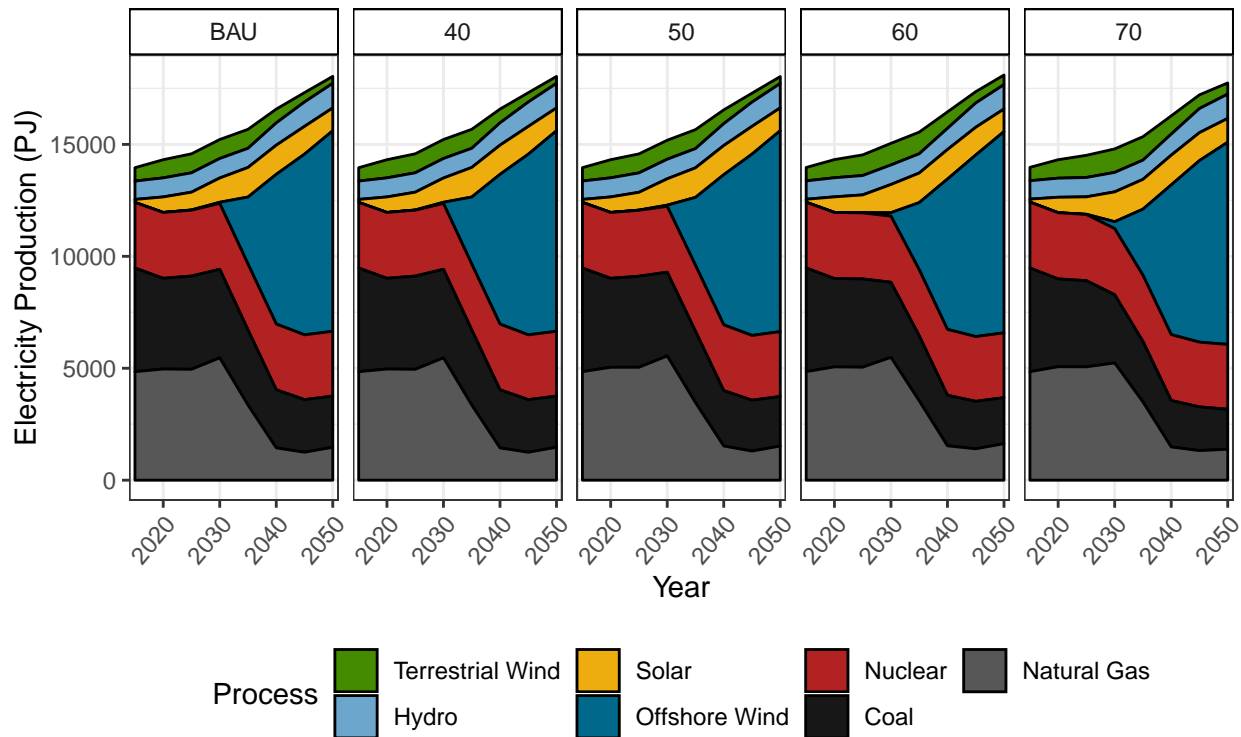 BAU 40 50 60 70
Electricity Production (PJ)
15000
10000
5000
0
2020 2030 2040 2050 2020 2030 2040 2050 2020 2030 2040 2050 2020 2030 2040 2050 2020 2030 2040 2050
Year
Process
Terrestrial Wind Solar Nuclear Natural Gas
Hydro Offshore Wind Coal